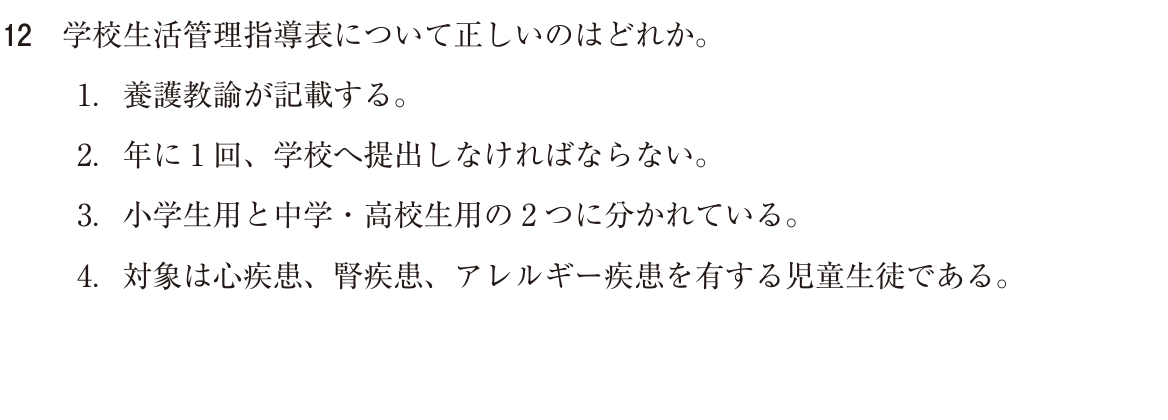 12 学校生活管理指導表について正しいのはどれか。
1. 養護教諭が記載する。
2. 年に1回、学校へ提出しなければならない。
3. 小学生用と中学・高校生用の2つに分かれている。
4. 対象は心疾患、腎疾患、アレルギー疾患を有する児童生徒である。